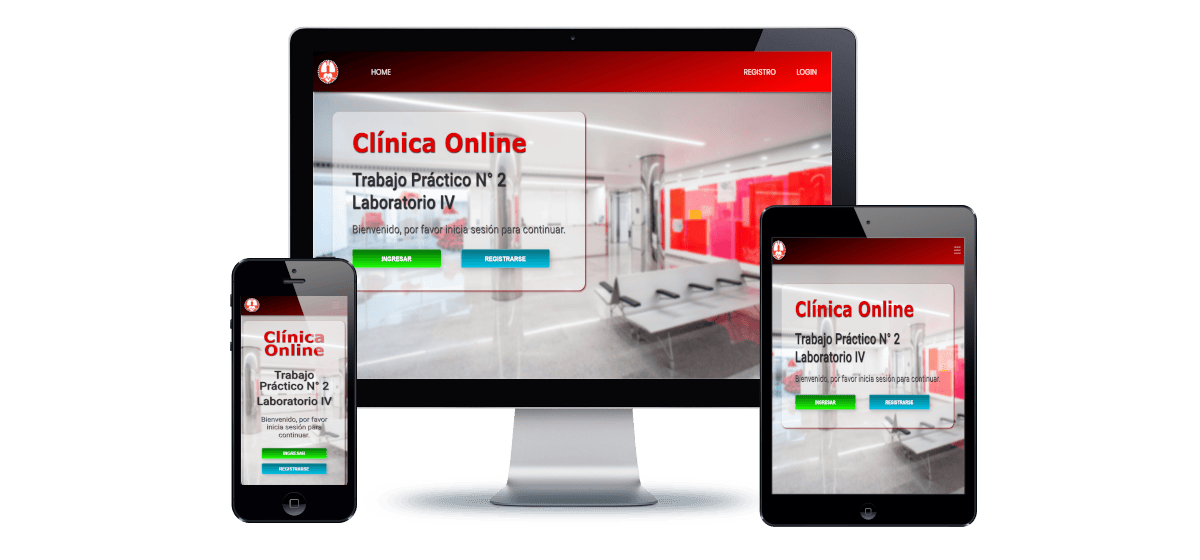 HOME
REGISTRO
LOGIN
Clínica Online
Trabajo Práctico N° 2
Laboratorio IV
Bienvenido, por favor inicia sesión para continuar.
INGRESAR
REGISTRARSE
Clínica
Online
Trabajo
Práctico N° 2
Laboratorio IV
Bienvenido, por favor
inicia sesión para
continuar.
INGRESAR
REGISTRARSE
Clínica Online
Trabajo Práctico N° 2
Laboratorio IV
Bienvenido, por favor inicia sesión para continuar.
INGRESAR
REGISTRARSE